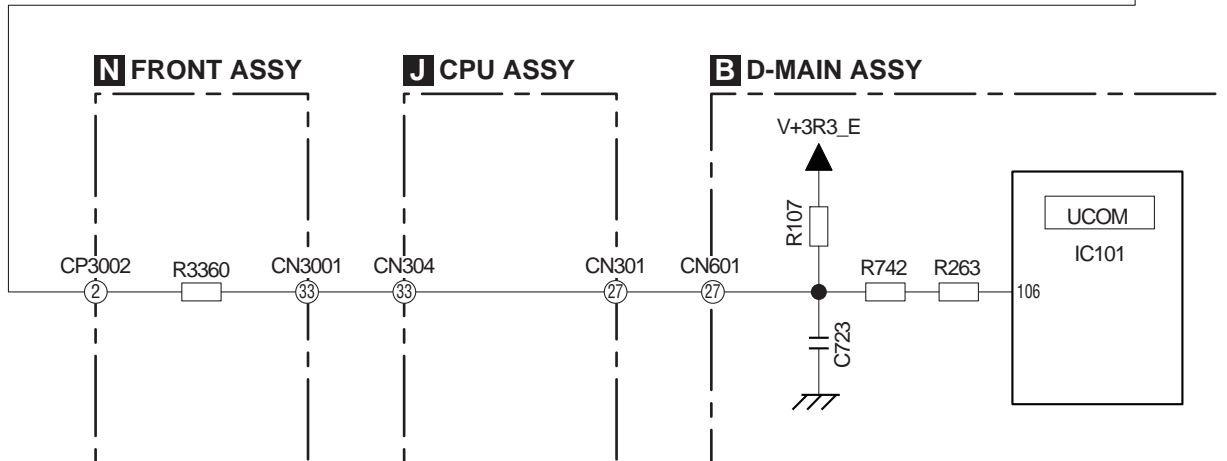 N FRONT ASSY
J CPU ASSY
B D-MAIN ASSY
V+3R3_E
R107
UCOM
IC101
CP3002
R3360
CN3001
CN304
CN301
CN601
R742
R263
2
33
33
27
27
106
C723